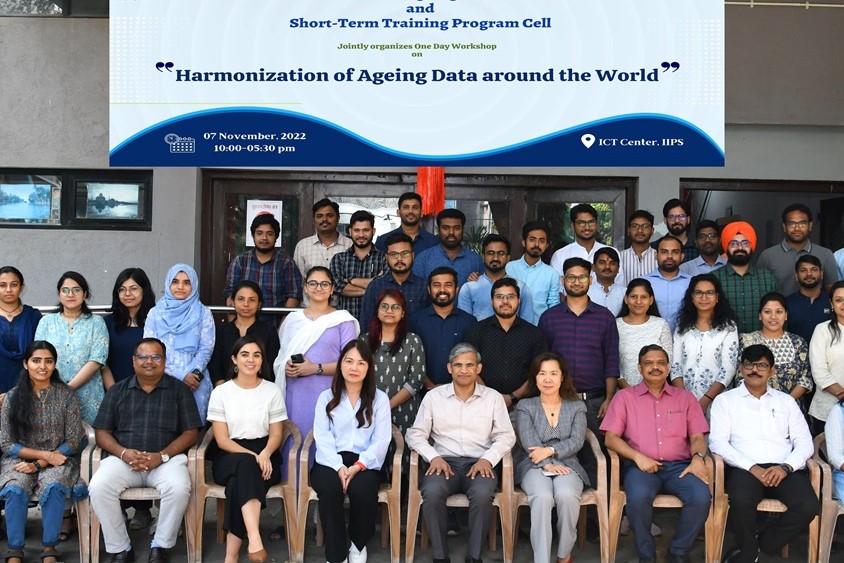 and
Short-Term Training Program Cell
Jointly organizes One Day Workshop
on
"Harmonization of Ageing Data around the World"
07 November, 2022
10:00-05:30 pm
ICT Center, IIPS